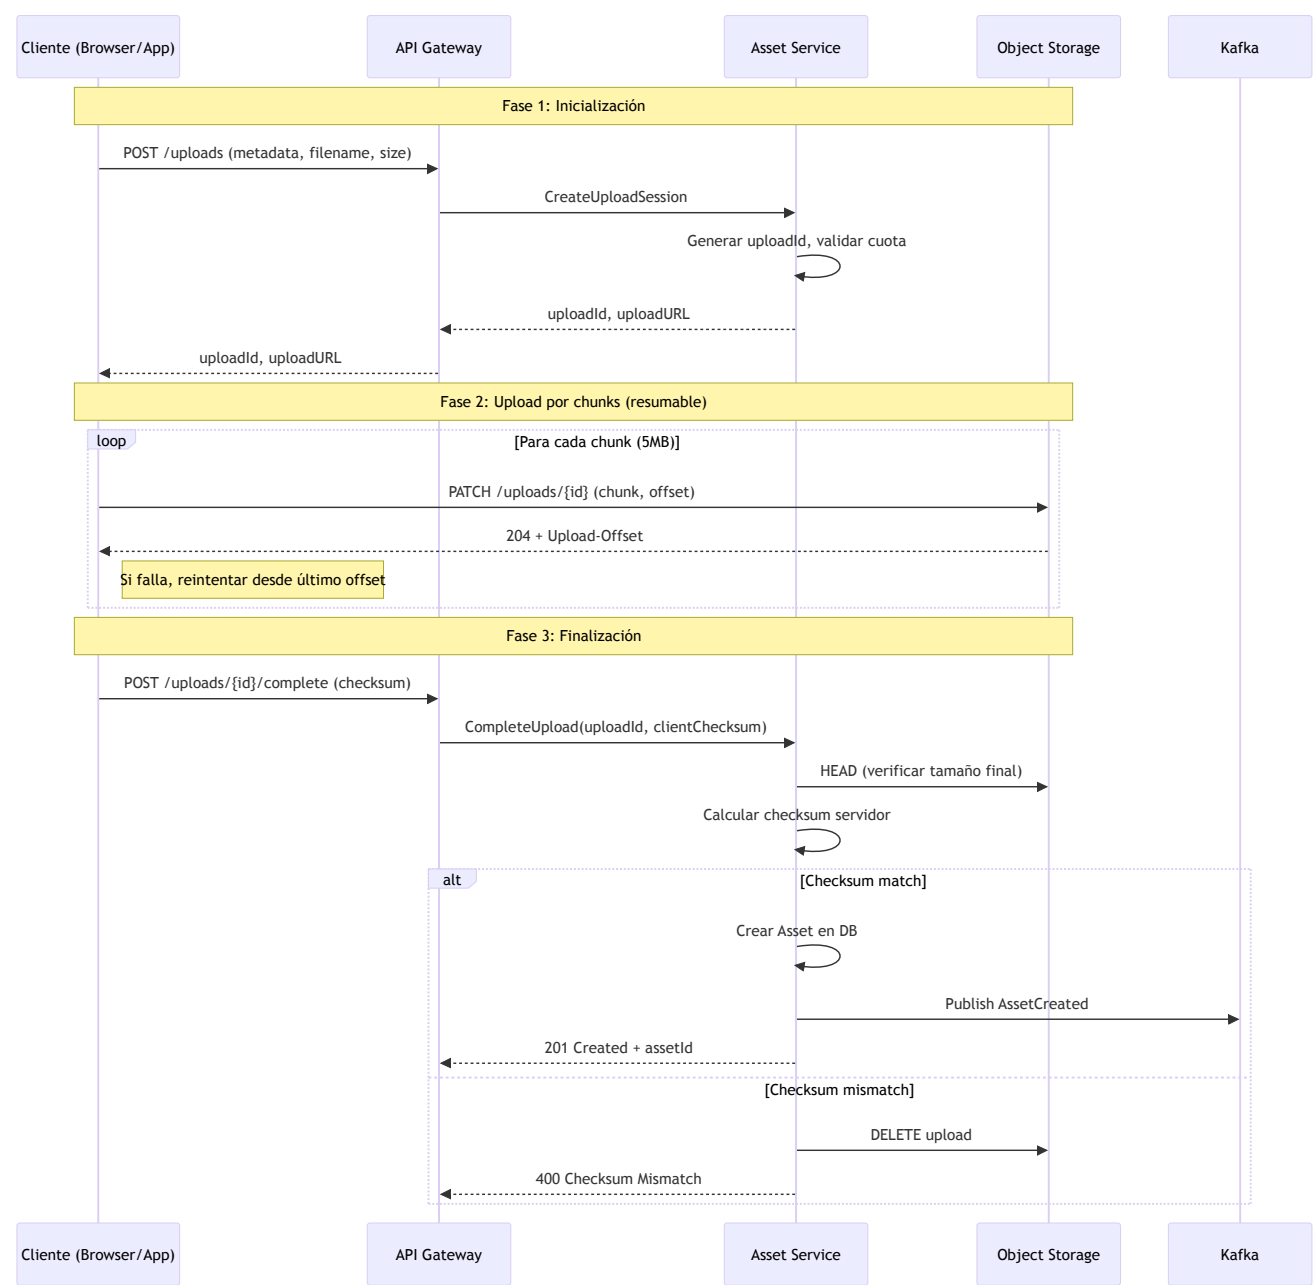 Cliente (Browser/App)
API Gateway
Asset Service
Object Storage
Kafka
Fase 1: Inicialización
POST /uploads (metadata, filename, size)
CreateUploadSession
Generar uploadId, validar cuota
uploadId, uploadURL
uploadId, uploadURL
Fase 2: Upload por chunks (resumable)
loop
[Para cada chunk (5MB)]
PATCH /uploads/{id} (chunk, offset)
204 + Upload-Offset
Si falla, reintentar desde último offset
Fase 3: Finalización
POST /uploads/{id}/complete (checksum)
CompleteUpload(uploadId, clientChecksum)
HEAD (verificar tamaño final)
Calcular checksum servidor
alt
[Checksum match]
Crear Asset en DB
Publish AssetCreated
201 Created + assetId
[Checksum mismatch]
DELETE upload
400 Checksum Mismatch
Cliente (Browser/App)
API Gateway
Asset Service
Object Storage
Kafka